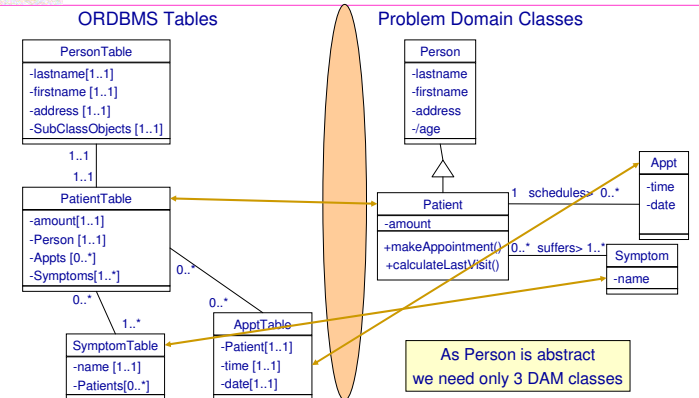 ORDBMS Tables
Problem Domain Classes
PersonTable
-lastname[1..1]
-firstname [1..1]
-address [1..1]
-SubClassObjects [1..1]
1..1
1..1
PatientTable
-amount[1..1]
-Person [1..1]
-Appts [0..*]
-Symptoms[1..*]
0..*
1..*
0..*
0..*
SymptomTable
-name [1..1]
-Patients[0..*]
ApptTable
-Patient[1..1]
-time [1..1]
-date[1..1]
Person
-lastname
-firstname
-address
-/age
Patient
-amount
+makeAppointment()
+calculateLastVisit()
1 schedules> 0..*
0..* suffers> 1..*
Appt
-time
-date
Symptom
-name
As Person is abstract
we need only 3 DAM classes